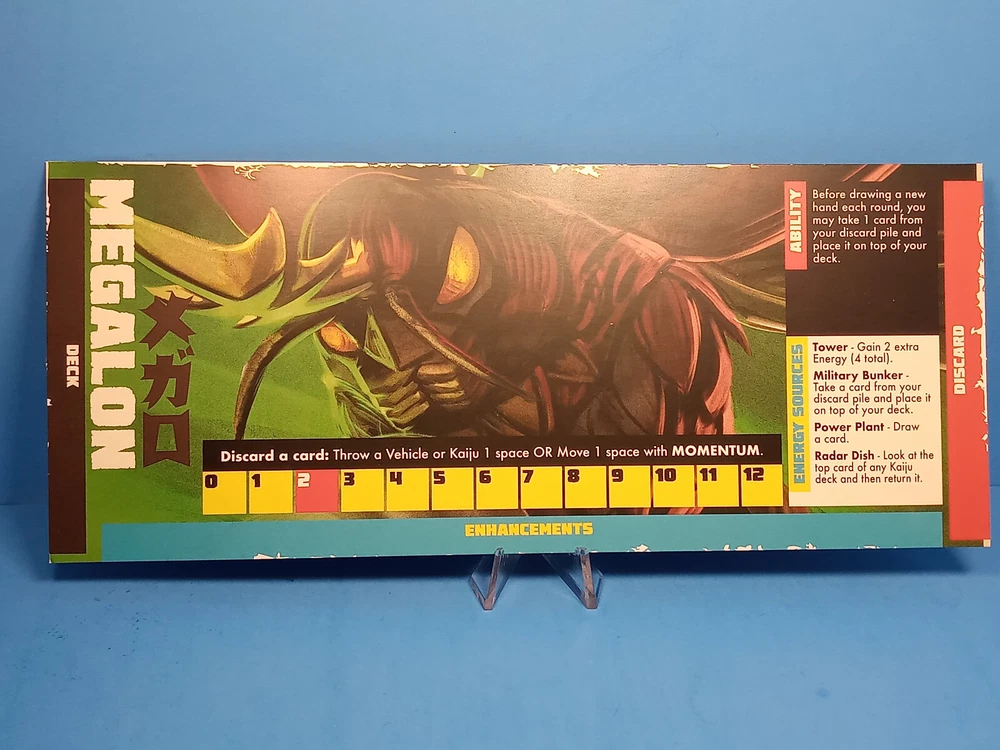 DECK
MEGALON
メガロ
ABILITY
Before drawing a new
hand each round, you
may take 1 card from
your discard pile and
place it on top of your
deck.
ENERGY SOURCES
Tower - Gain 2 extra
Energy (4 total).
Military Bunker -
Take a card from your
discard pile and place it
on top of your deck.
Power Plant - Draw
a card.
Radar Dish - Look at the
top card of any Kaiju
deck and then return it.
DISCARD
Discard a card: Throw a Vehicle or Kaiju 1 space OR Move 1 space with MOMENTUM.
0 1 2 3 4 5 6 7 8 9 10 11 12
ENHANCEMENTS